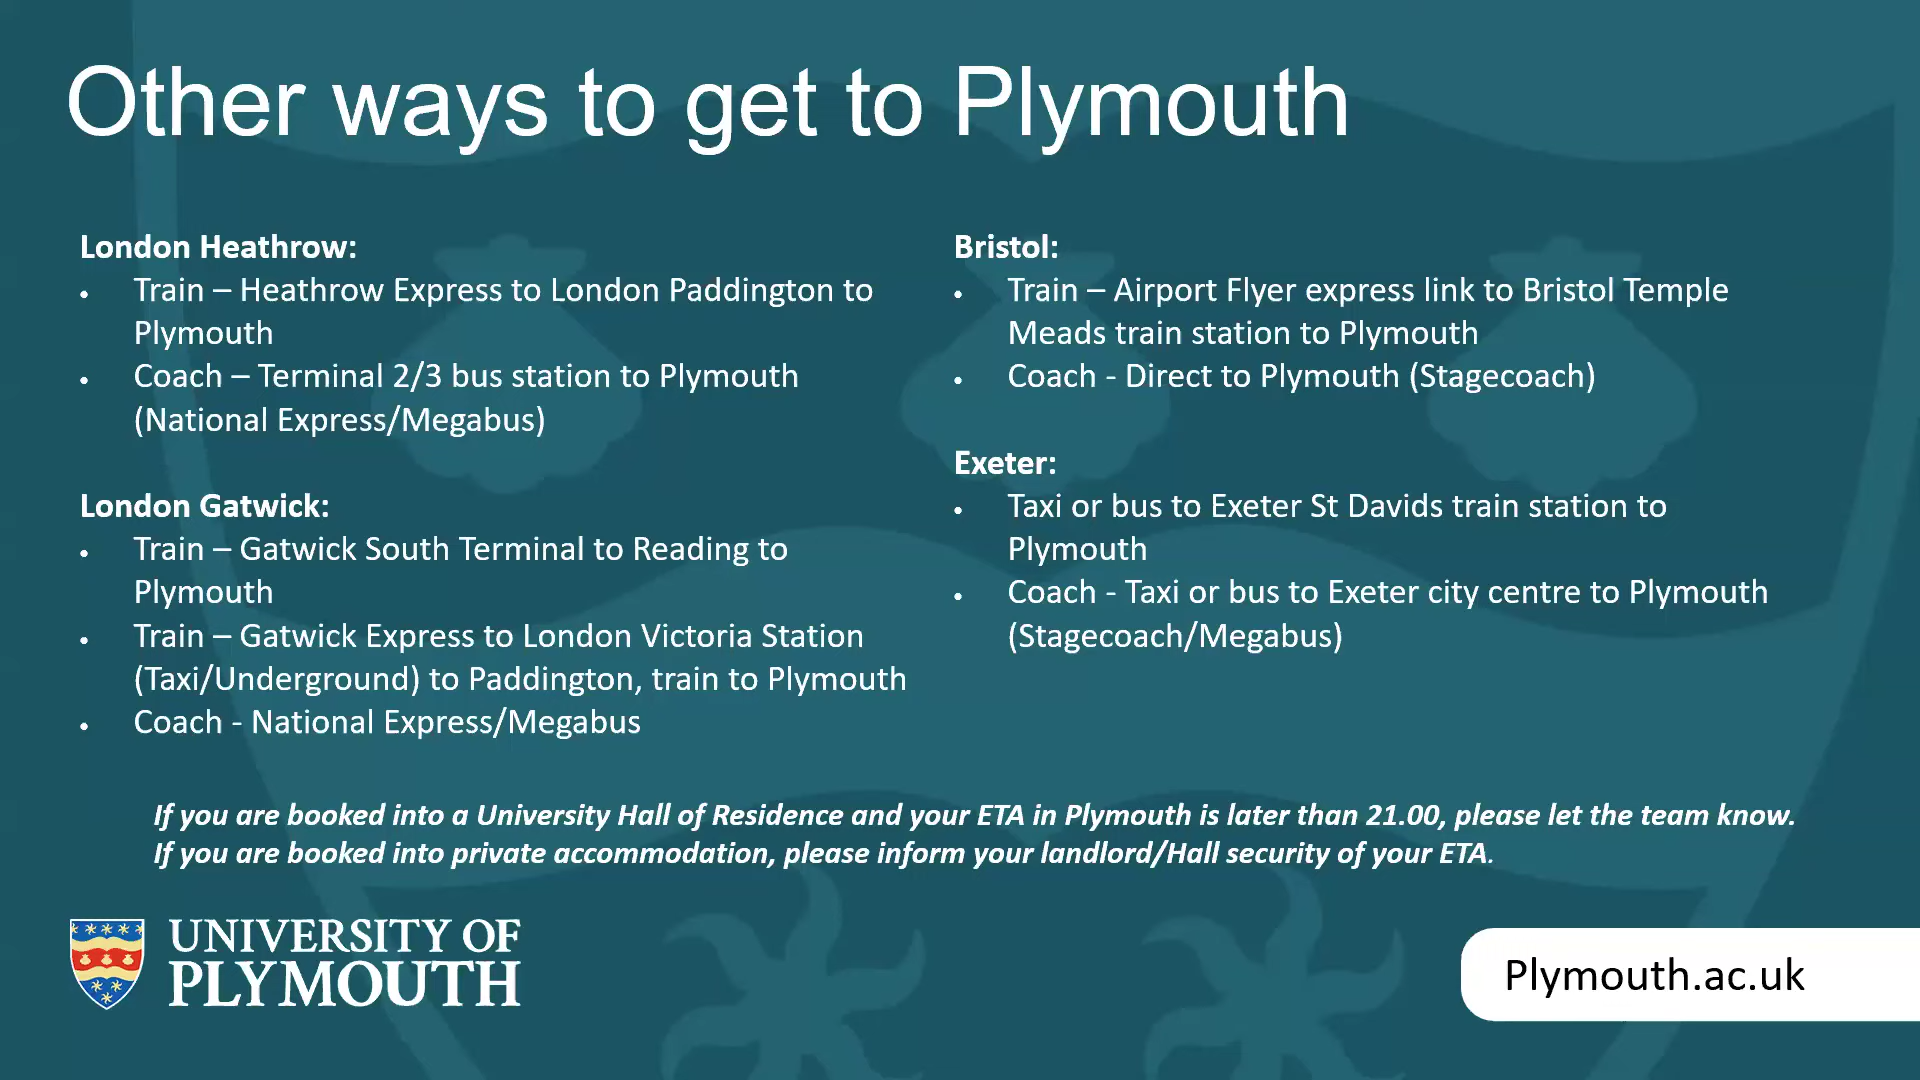 Other ways to get to Plymouth
London Heathrow:
• Train – Heathrow Express to London Paddington to
Plymouth
• Coach – Terminal 2/3 bus station to Plymouth
(National Express/Megabus)
London Gatwick:
• Train – Gatwick South Terminal to Reading to
Plymouth
• Train – Gatwick Express to London Victoria Station
(Taxi/Underground) to Paddington, train to Plymouth
• Coach - National Express/Megabus
Bristol:
• Train – Airport Flyer express link to Bristol Temple
Meads train station to Plymouth
• Coach - Direct to Plymouth (Stagecoach)
Exeter:
• Taxi or bus to Exeter St Davids train station to
Plymouth
• Coach - Taxi or bus to Exeter city centre to Plymouth
(Stagecoach/Megabus)
If you are booked into a University Hall of Residence and your ETA in Plymouth is later than 21.00, please let the team know.
If you are booked into private accommodation, please inform your landlord/Hall security of your ETA.
UNIVERSITY OF
PLYMOUTH
Plymouth.ac.uk